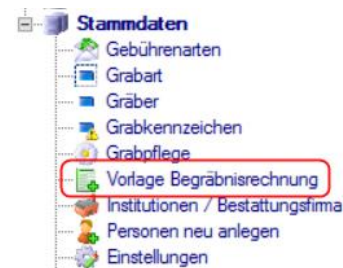 Stammdaten
Gebührenarten
Grabart
Gräber
Grabkennzeichen
Grabpflege
Vorlage Begräbnisrechnung
Institutionen / Bestattungsfirma
Personen neu anlegen
Einstellungen